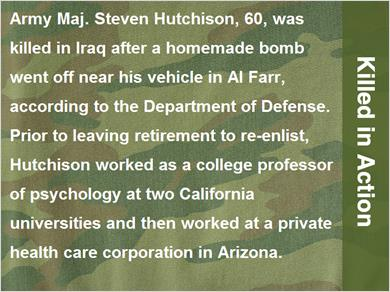 Army Maj. Steven Hutchison, 60, was
killed in Iraq after a homemade bomb
went off near his vehicle in Al Farr,
according to the Department of Defense.
Prior to leaving retirement to re-enlist,
Hutchison worked as a college professor
of psychology at two California
universities and then worked at a private
health care corporation in Arizona.
Killed in Action